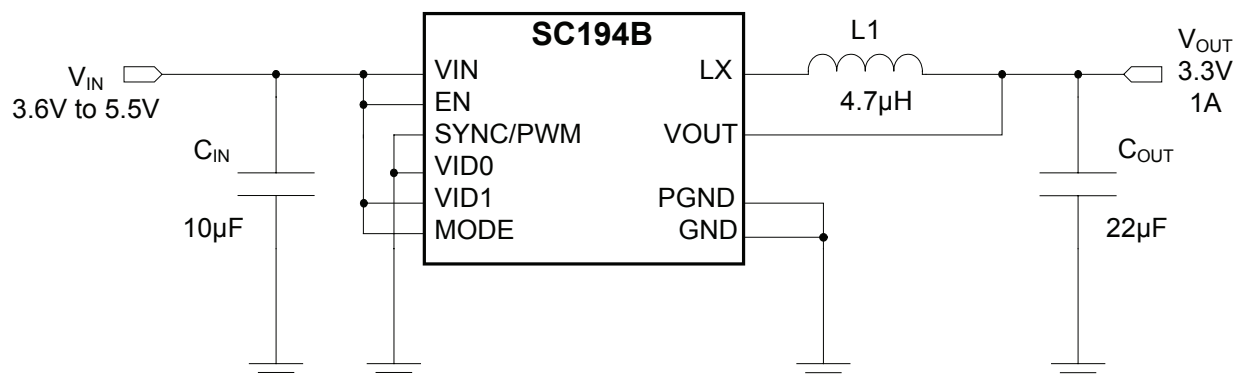 SC194B
L1
V_OUT
3.3V
1A
V_IN
3.6V to 5.5V
VIN
EN
SYNC/PWM
VID0
VID1
MODE
LX
VOUT
PGND
GND
4.7µH
C_IN
10µF
C_OUT
22µF